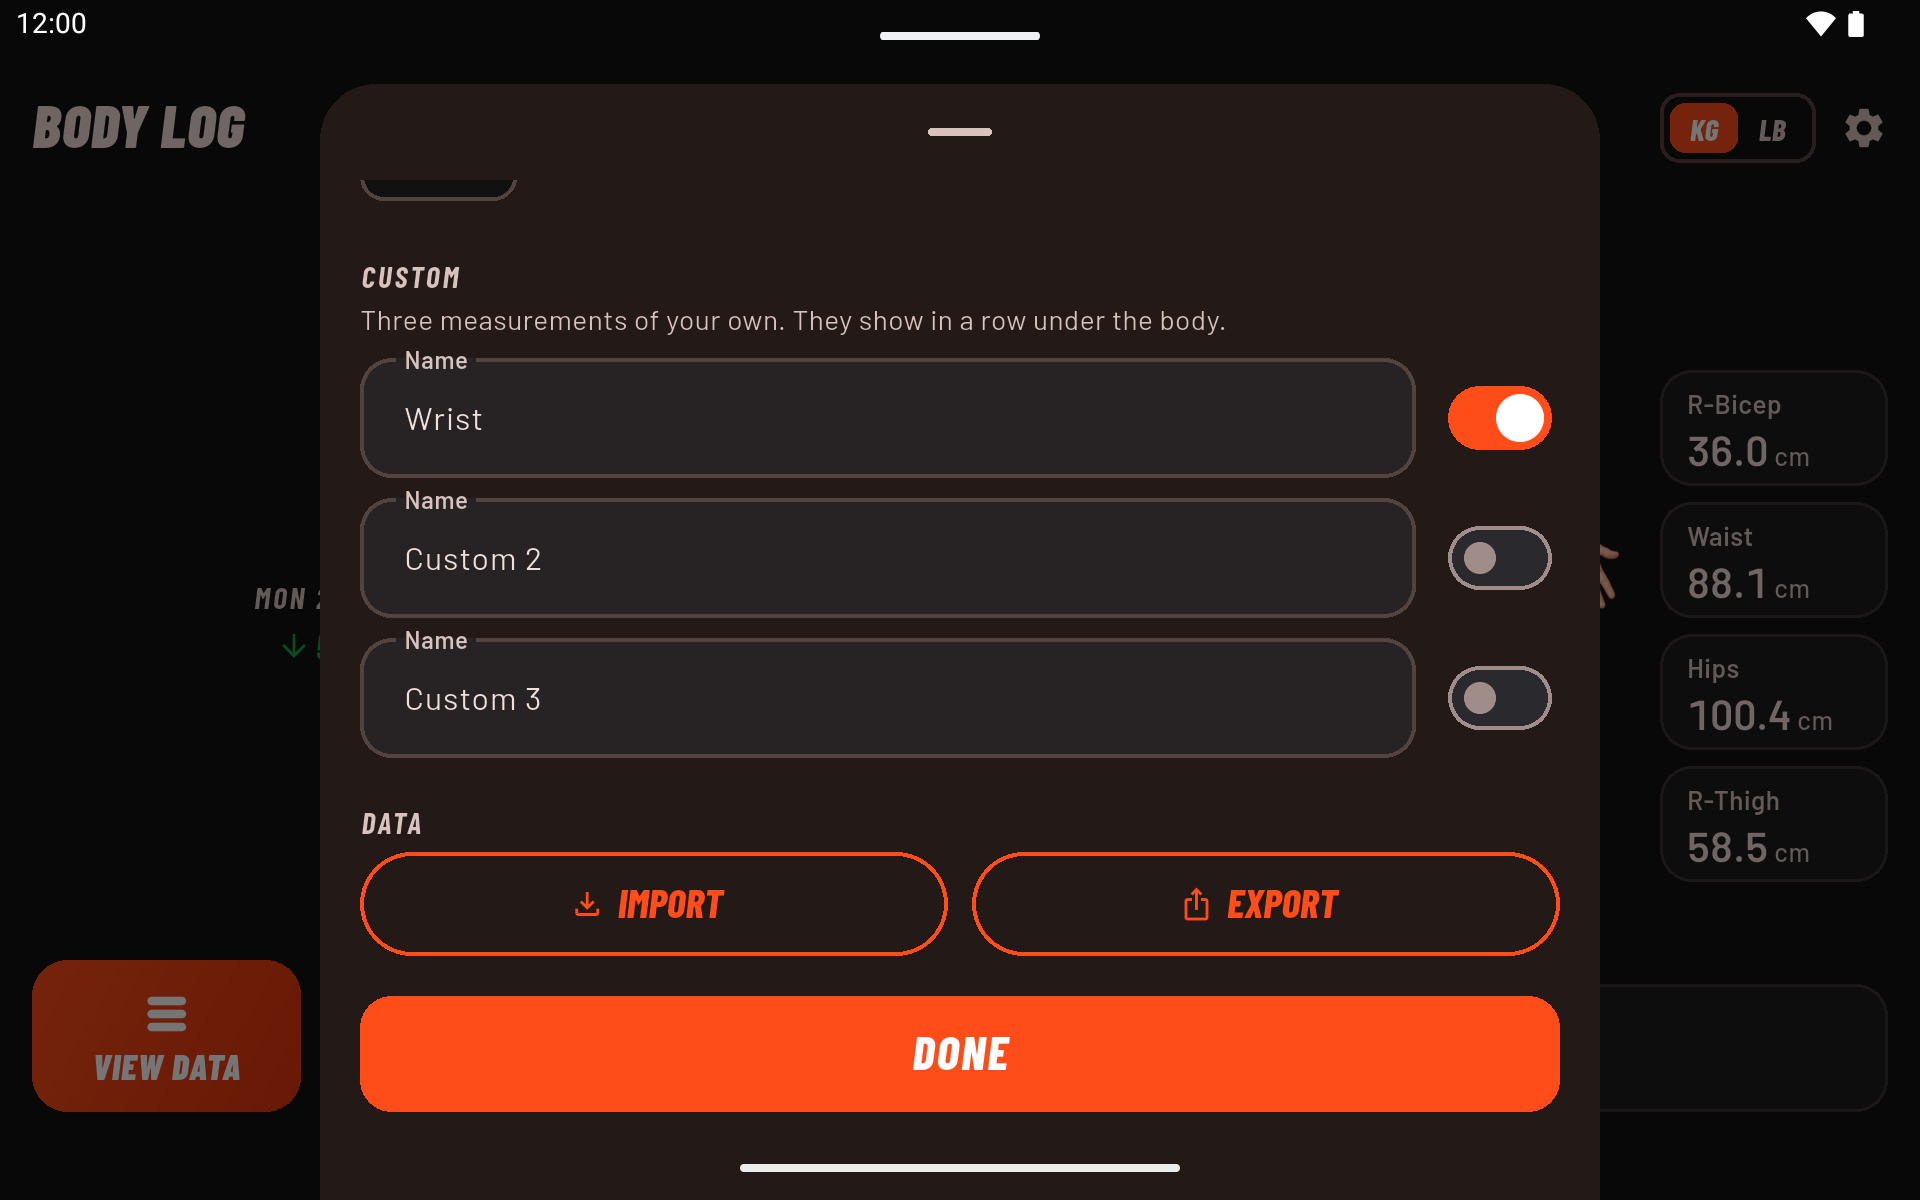 12:00
BODY LOG
KG LB
CUSTOM
Three measurements of your own. They show in a row under the body.
Name
Wrist
Name
Custom 2
Name
Custom 3
DATA
IMPORT
EXPORT
DONE
MON
R-Bicep
36.0 cm
Waist
88.1 cm
Hips
100.4 cm
R-Thigh
58.5 cm
VIEW DATA